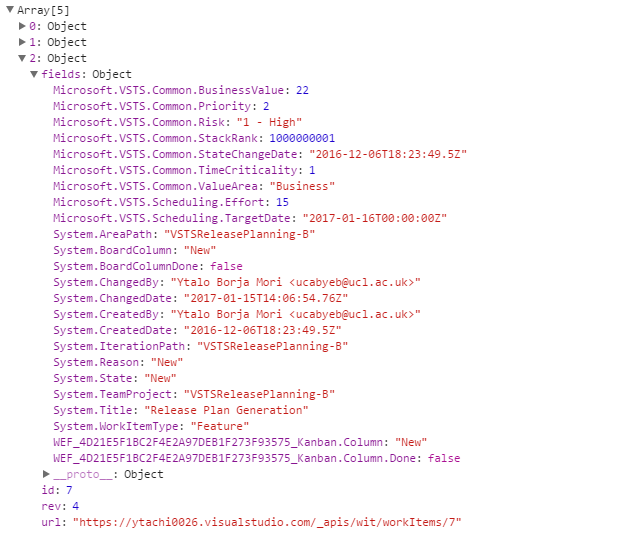 Array[5]
0: Object
1: Object
2: Object
fields: Object
Microsoft.VSTS.Common.BusinessValue: 22
Microsoft.VSTS.Common.Priority: 2
Microsoft.VSTS.Common.Risk: "1 - High"
Microsoft.VSTS.Common.StackRank: 1000000001
Microsoft.VSTS.Common.StateChangeDate: "2016-12-06T18:23:49.5Z"
Microsoft.VSTS.Common.TimeCriticality: 1
Microsoft.VSTS.Common.ValueArea: "Business"
Microsoft.VSTS.Scheduling.Effort: 15
Microsoft.VSTS.Scheduling.TargetDate: "2017-01-16T00:00:00Z"
System.AreaPath: "VSTSReleasePlanning-B"
System.BoardColumn: "New"
System.BoardColumnDone: false
System.ChangedBy: "Ytalo Borja Mori <ucabyeb@ucl.ac.uk>"
System.ChangedDate: "2017-01-15T14:06:54.76Z"
System.CreatedBy: "Ytalo Borja Mori <ucabyeb@ucl.ac.uk>"
System.CreatedDate: "2016-12-06T18:23:49.5Z"
System.IterationPath: "VSTSReleasePlanning-B"
System.Reason: "New"
System.State: "New"
System.TeamProject: "VSTSReleasePlanning-B"
System.Title: "Release Plan Generation"
System.WorkItemType: "Feature"
WEF_4D21E5F1BC2F4E2A97DEB1F273F93575_Kanban.Column: "New"
WEF_4D21E5F1BC2F4E2A97DEB1F273F93575_Kanban.Column.Done: false
__proto__: Object
id: 7
rev: 4
url: "https://ytachi0026.visualstudio.com/_apis/wit/workItems/7"